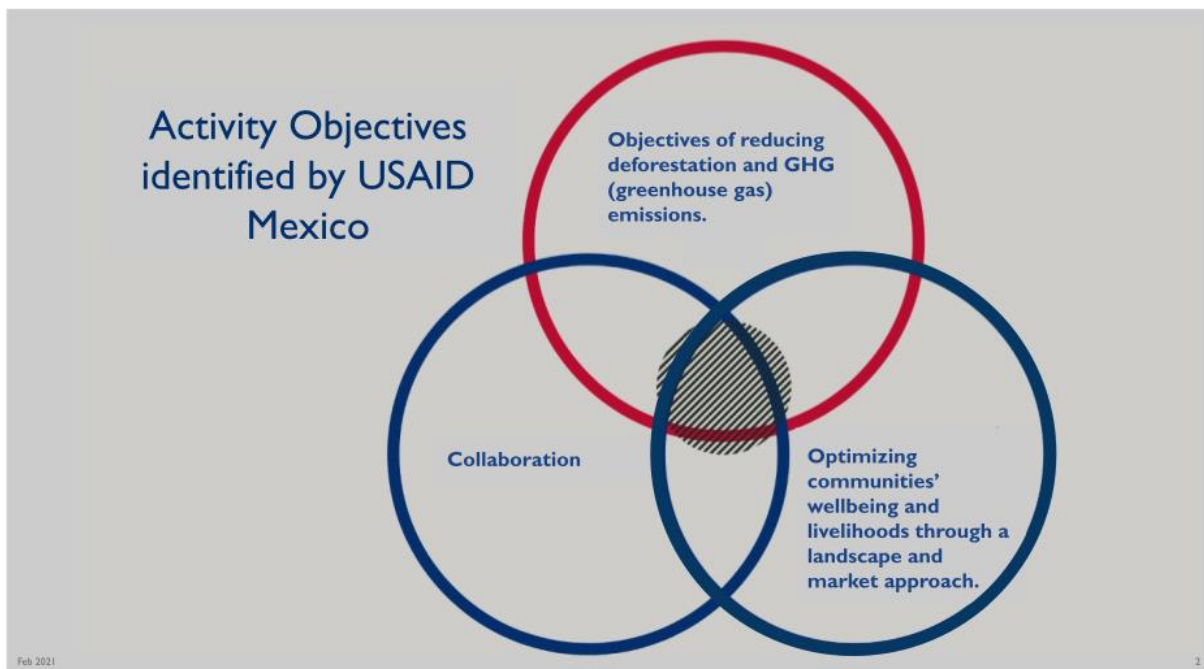 Activity Objectives
identified by USAID
Mexico
Objectives of reducing
deforestation and GHG
(greenhouse gas)
emissions.
Collaboration
Optimizing
communities’
wellbeing and
livelihoods through a
landscape and
market approach.
Feb 2021
2